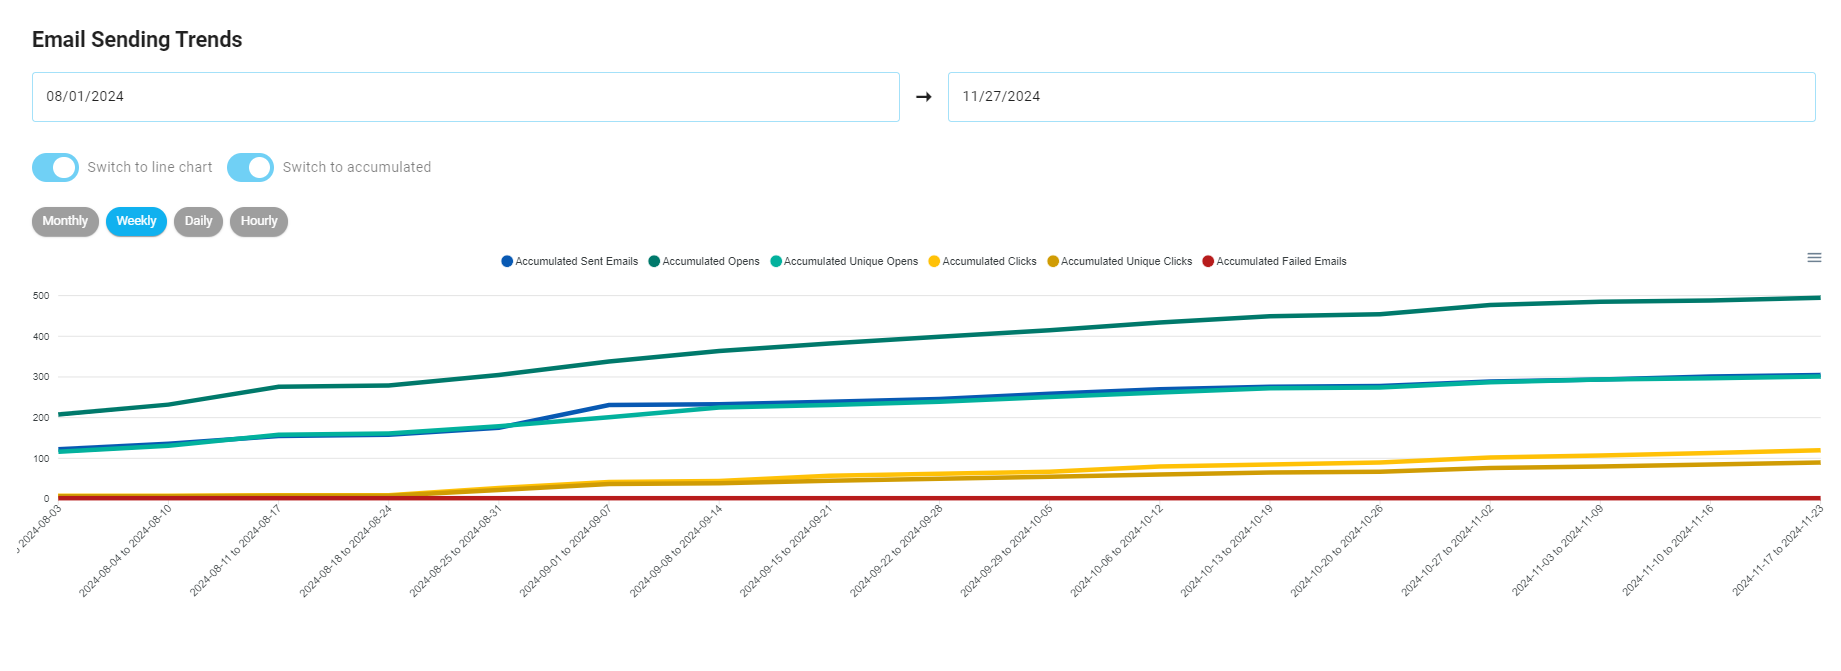 Email Sending Trends
08/01/2024 → 11/27/2024
Switch to line chart Switch to accumulated
Monthly Weekly Daily Hourly
Accumulated Sent Emails Accumulated Opens Accumulated Unique Opens Accumulated Clicks Accumulated Unique Clicks Accumulated Failed Emails
500
400
300
200
100
0
to 2024-08-03
2024-08-04 to 2024-08-10
2024-08-11 to 2024-08-17
2024-08-18 to 2024-08-24
2024-08-25 to 2024-08-31
2024-09-01 to 2024-09-07
2024-09-08 to 2024-09-14
2024-09-15 to 2024-09-21
2024-09-22 to 2024-09-28
2024-09-29 to 2024-10-05
2024-10-06 to 2024-10-12
2024-10-13 to 2024-10-19
2024-10-20 to 2024-10-26
2024-10-27 to 2024-11-02
2024-11-03 to 2024-11-09
2024-11-10 to 2024-11-16
2024-11-17 to 2024-11-23